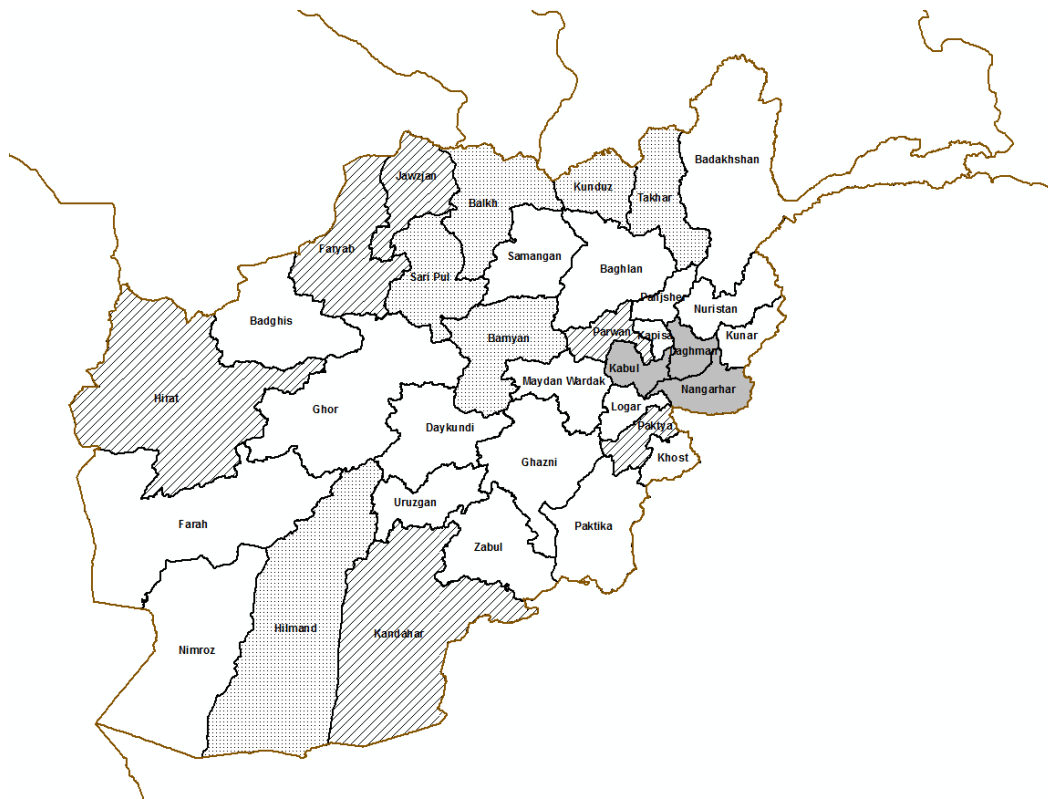 Badakhshan
Jawzjan
Kunduz
Takhar
Balkh
Faryab
Samangan
Baghlan
Sari Pul
Panjsher
Nuristan
Badghis
Parwan
Kapisa
Kunar
Bamyan
Laghman
Kabul
Maydan Wardak
Nangarhar
Hirat
Ghor
Logar
Daykundi
Paktya
Khost
Ghazni
Uruzgan
Farah
Paktika
Zabul
Hilmand
Kandahar
Nimroz